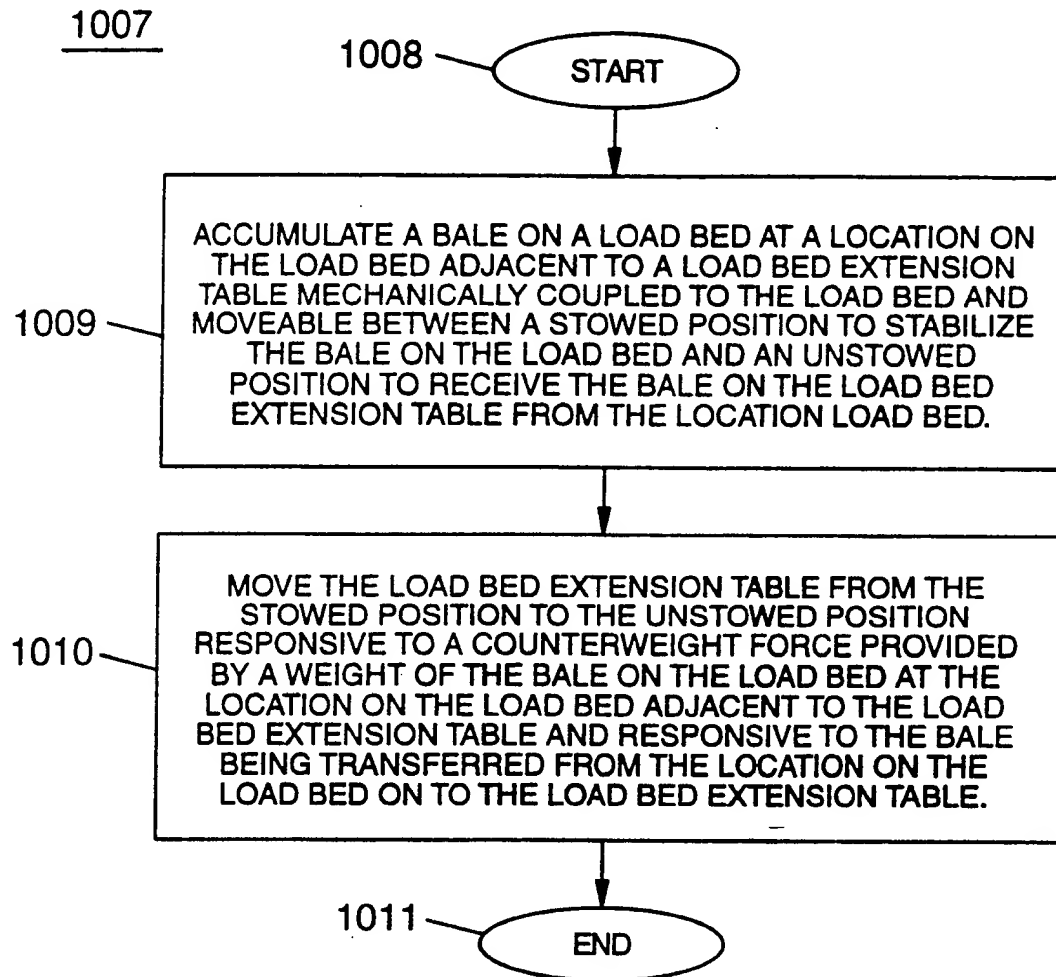 1007
1008
START
ACCUMULATE A BALE ON A LOAD BED AT A LOCATION ON
THE LOAD BED ADJACENT TO A LOAD BED EXTENSION
TABLE MECHANICALLY COUPLED TO THE LOAD BED AND
MOVEABLE BETWEEN A STOWED POSITION TO STABILIZE
THE BALE ON THE LOAD BED AND AN UNSTOWED
POSITION TO RECEIVE THE BALE ON THE LOAD BED
EXTENSION TABLE FROM THE LOCATION LOAD BED.
1009
MOVE THE LOAD BED EXTENSION TABLE FROM THE
STOWED POSITION TO THE UNSTOWED POSITION
RESPONSIVE TO A COUNTERWEIGHT FORCE PROVIDED
BY A WEIGHT OF THE BALE ON THE LOAD BED AT THE
LOCATION ON THE LOAD BED ADJACENT TO THE LOAD
BED EXTENSION TABLE AND RESPONSIVE TO THE BALE
BEING TRANSFERRED FROM THE LOCATION ON THE
LOAD BED ON TO THE LOAD BED EXTENSION TABLE.
1010
1011
END